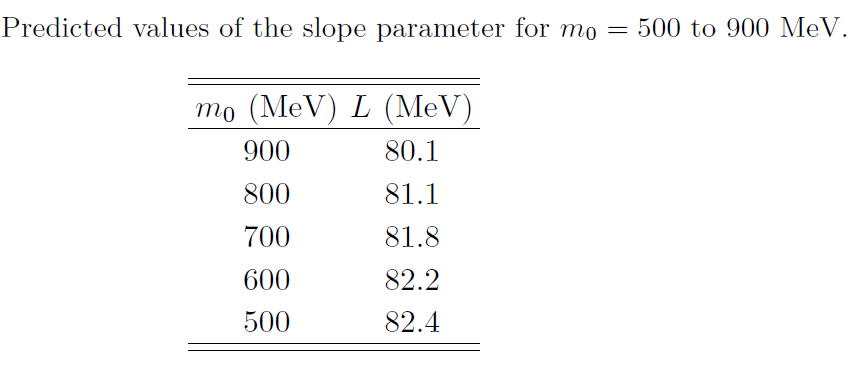 Predicted values of the slope parameter for m₀ = 500 to 900 MeV.
m₀ (MeV) L (MeV)
900 80.1
800 81.1
700 81.8
600 82.2
500 82.4